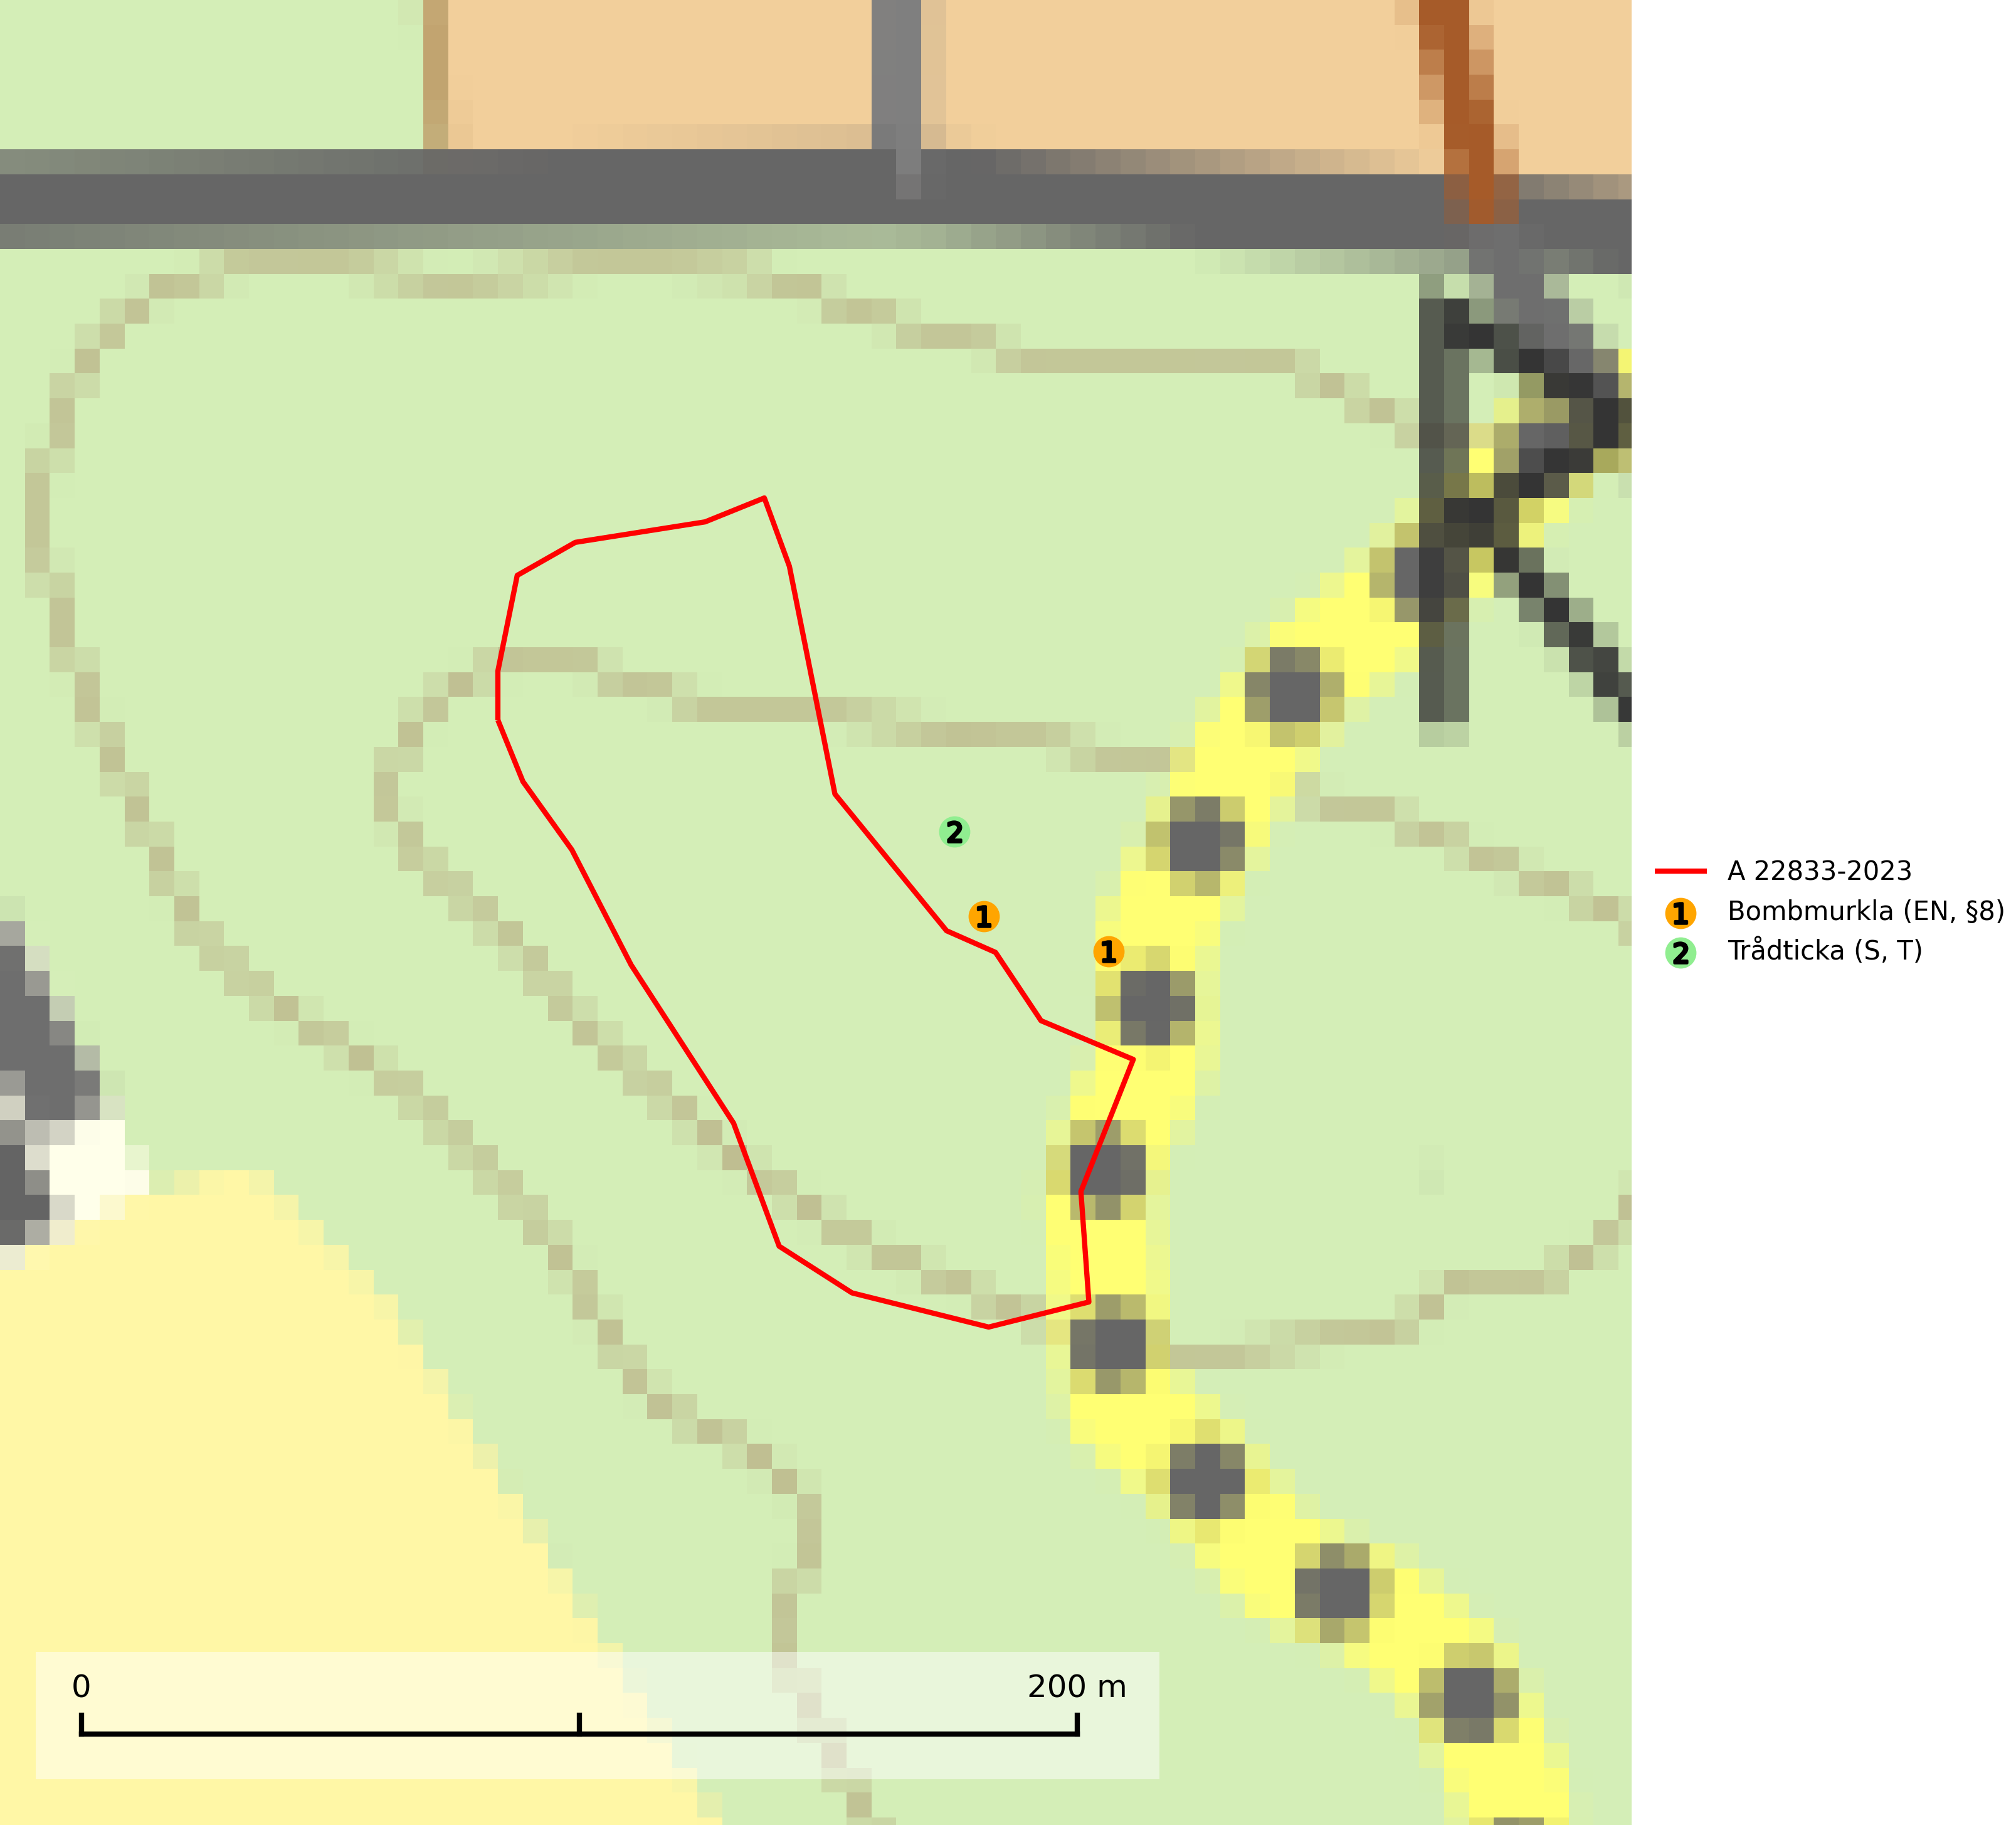 2
1
1
A 22833-2023
1 Bombmurkla (EN, §8)
2 Trådticka (S, T)
0 200 m